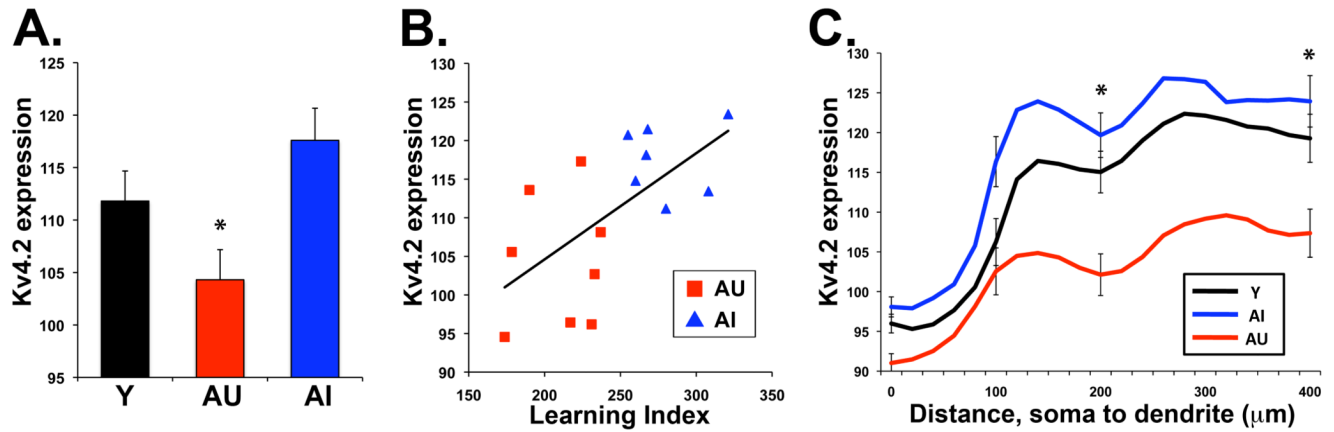 A.
Kv4.2 expression
125
120
115
110
105
100
95
*
Y AU AI
B.
Kv4.2 expression
130
125
120
115
110
105
100
95
90
150 200 250 300 350
Learning Index
AU
AI
C.
Kv4.2 expression
130
125
120
115
110
105
100
95
90
*
*
Y
AI
AU
0 100 200 300 400
Distance, soma to dendrite (μm)